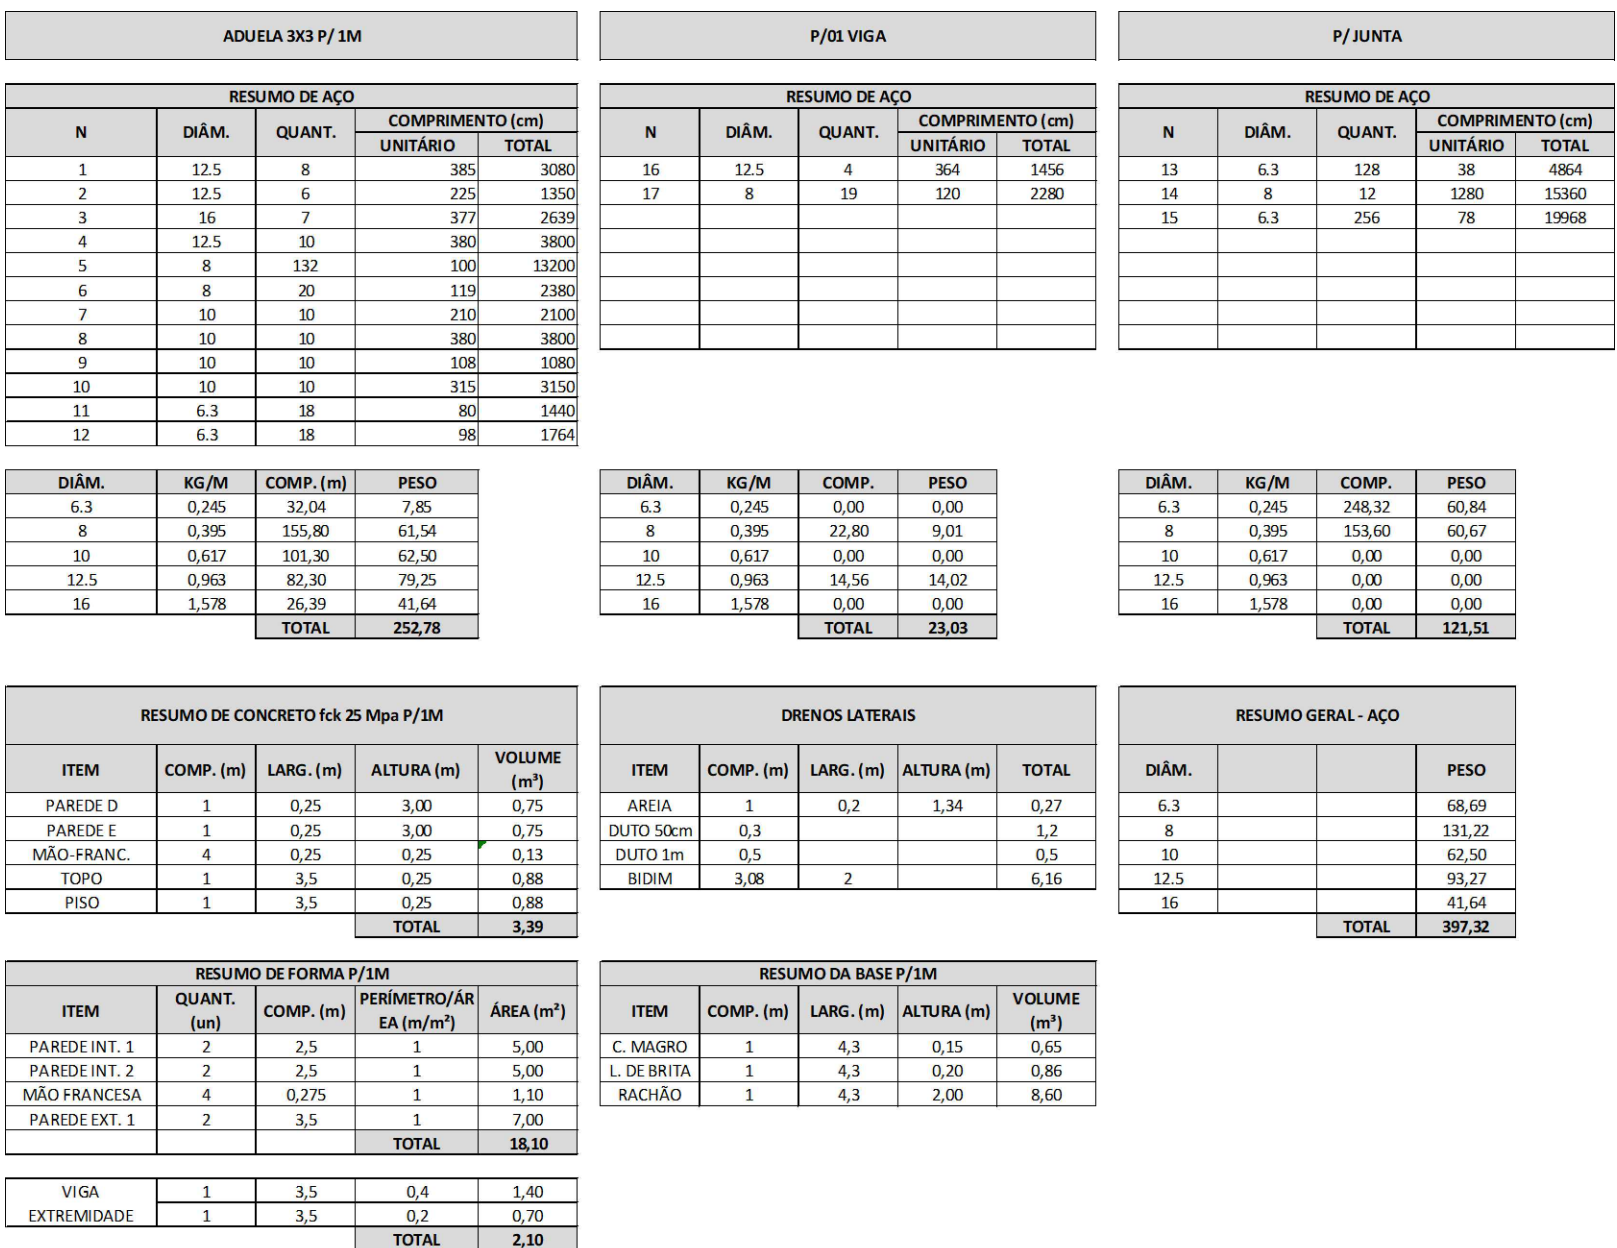 ADUELA 3X3 P/ 1M
P/01 VIGA
P/ JUNTA
RESUMO DE AÇO
N DIÂM. QUANT. COMPRIMENTO (cm)
UNITÁRIO TOTAL
1 12.5 8 385 3080
2 12.5 6 225 1350
3 16 7 377 2639
4 12.5 10 380 3800
5 8 132 100 13200
6 8 20 119 2380
7 10 10 210 2100
8 10 10 380 3800
9 10 10 108 1080
10 10 10 315 3150
11 6.3 18 80 1440
12 6.3 18 98 1764
RESUMO DE AÇO
N DIÂM. QUANT. COMPRIMENTO (cm)
UNITÁRIO TOTAL
16 12.5 4 364 1456
17 8 19 120 2280
RESUMO DE AÇO
N DIÂM. QUANT. COMPRIMENTO (cm)
UNITÁRIO TOTAL
13 6.3 128 38 4864
14 8 12 1280 15360
15 6.3 256 78 19968
DIÂM. KG/M COMP. (m) PESO
6.3 0,245 32,04 7,85
8 0,395 155,80 61,54
10 0,617 101,30 62,50
12.5 0,963 82,30 79,25
16 1,578 26,39 41,64
TOTAL 252,78
DIÂM. KG/M COMP. PESO
6.3 0,245 0,00 0,00
8 0,395 22,80 9,01
10 0,617 0,00 0,00
12.5 0,963 14,56 14,02
16 1,578 0,00 0,00
TOTAL 23,03
DIÂM. KG/M COMP. PESO
6.3 0,245 248,32 60,84
8 0,395 153,60 60,67
10 0,617 0,00 0,00
12.5 0,963 0,00 0,00
16 1,578 0,00 0,00
TOTAL 121,51
RESUMO DE CONCRETO fck 25 Mpa P/1M
ITEM COMP. (m) LARG. (m) ALTURA (m) VOLUME
(m³)
PAREDE D 1 0,25 3,00 0,75
PAREDE E 1 0,25 3,00 0,75
MÃO-FRANC. 4 0,25 0,25 0,13
TOPO 1 3,5 0,25 0,88
PISO 1 3,5 0,25 0,88
TOTAL 3,39
DRENOS LATERAIS
ITEM COMP. (m) LARG. (m) ALTURA (m) TOTAL
AREIA 1 0,2 1,34 0,27
DUTO 50cm 0,3 1,2
DUTO 1m 0,5 0,5
BIDIM 3,08 2 6,16
RESUMO GERAL - AÇO
DIÂM. PESO
6.3 68,69
8 131,22
10 62,50
12.5 93,27
16 41,64
TOTAL 397,32
RESUMO DE FORMA P/1M
ITEM QUANT. COMP. (m) PERÍMETRO/ÁR ÁREA (m²)
(un) EA (m/m²)
PAREDE INT. 1 2 2,5 1 5,00
PAREDE INT. 2 2 2,5 1 5,00
MÃO FRANCESA 4 0,275 1 1,10
PAREDE EXT. 1 2 3,5 1 7,00
TOTAL 18,10
RESUMO DA BASE P/1M
ITEM COMP. (m) LARG. (m) ALTURA (m) VOLUME
(m³)
C. MAGRO 1 4,3 0,15 0,65
L. DE BRITA 1 4,3 0,20 0,86
RACHÃO 1 4,3 2,00 8,60
VIGA 1 3,5 0,4 1,40
EXTREMIDADE 1 3,5 0,2 0,70
TOTAL 2,10